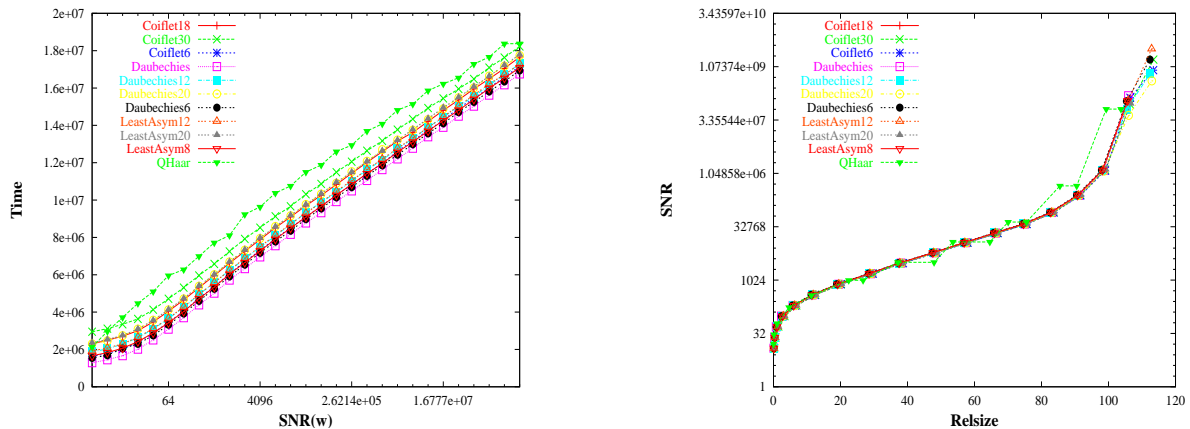 2e+07
1.8e+07
1.6e+07
1.4e+07
1.2e+07
1e+07
8e+06
6e+06
4e+06
2e+06
0
Time
64
4096
2.6214e+05
1.6777e+07
SNR(w)
Coiflet18
Coiflet30
Coiflet6
Daubechies
Daubechies12
Daubechies20
Daubechies6
LeastAsym12
LeastAsym20
LeastAsym8
QHaar
3.43597e+10
1.07374e+09
3.35544e+07
1.04858e+06
32768
1024
32
1
SNR
0
20
40
60
80
100
120
Relsize
Coiflet18
Coiflet30
Coiflet6
Daubechies
Daubechies12
Daubechies20
Daubechies6
LeastAsym12
LeastAsym20
LeastAsym8
QHaar